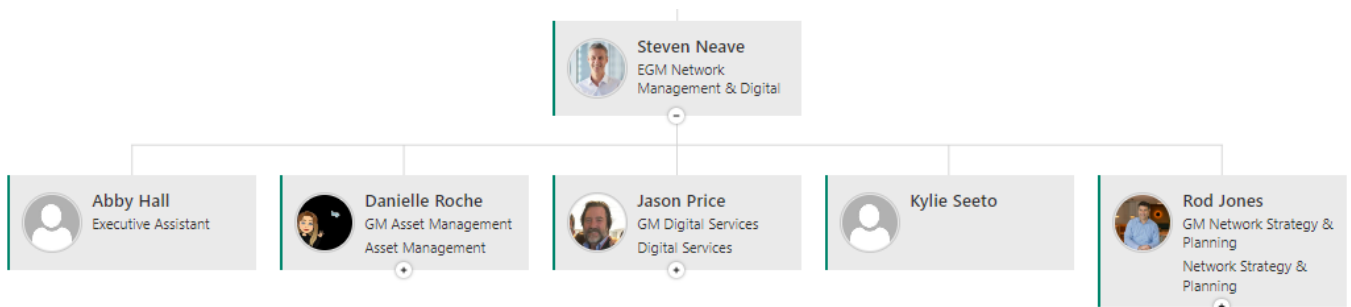 Steven Neave
EGM Network
Management & Digital
Abby Hall
Executive Assistant
Danielle Roche
GM Asset Management
Asset Management
Jason Price
GM Digital Services
Digital Services
Kylie Seeto
Rod Jones
GM Network Strategy &
Planning
Network Strategy &
Planning